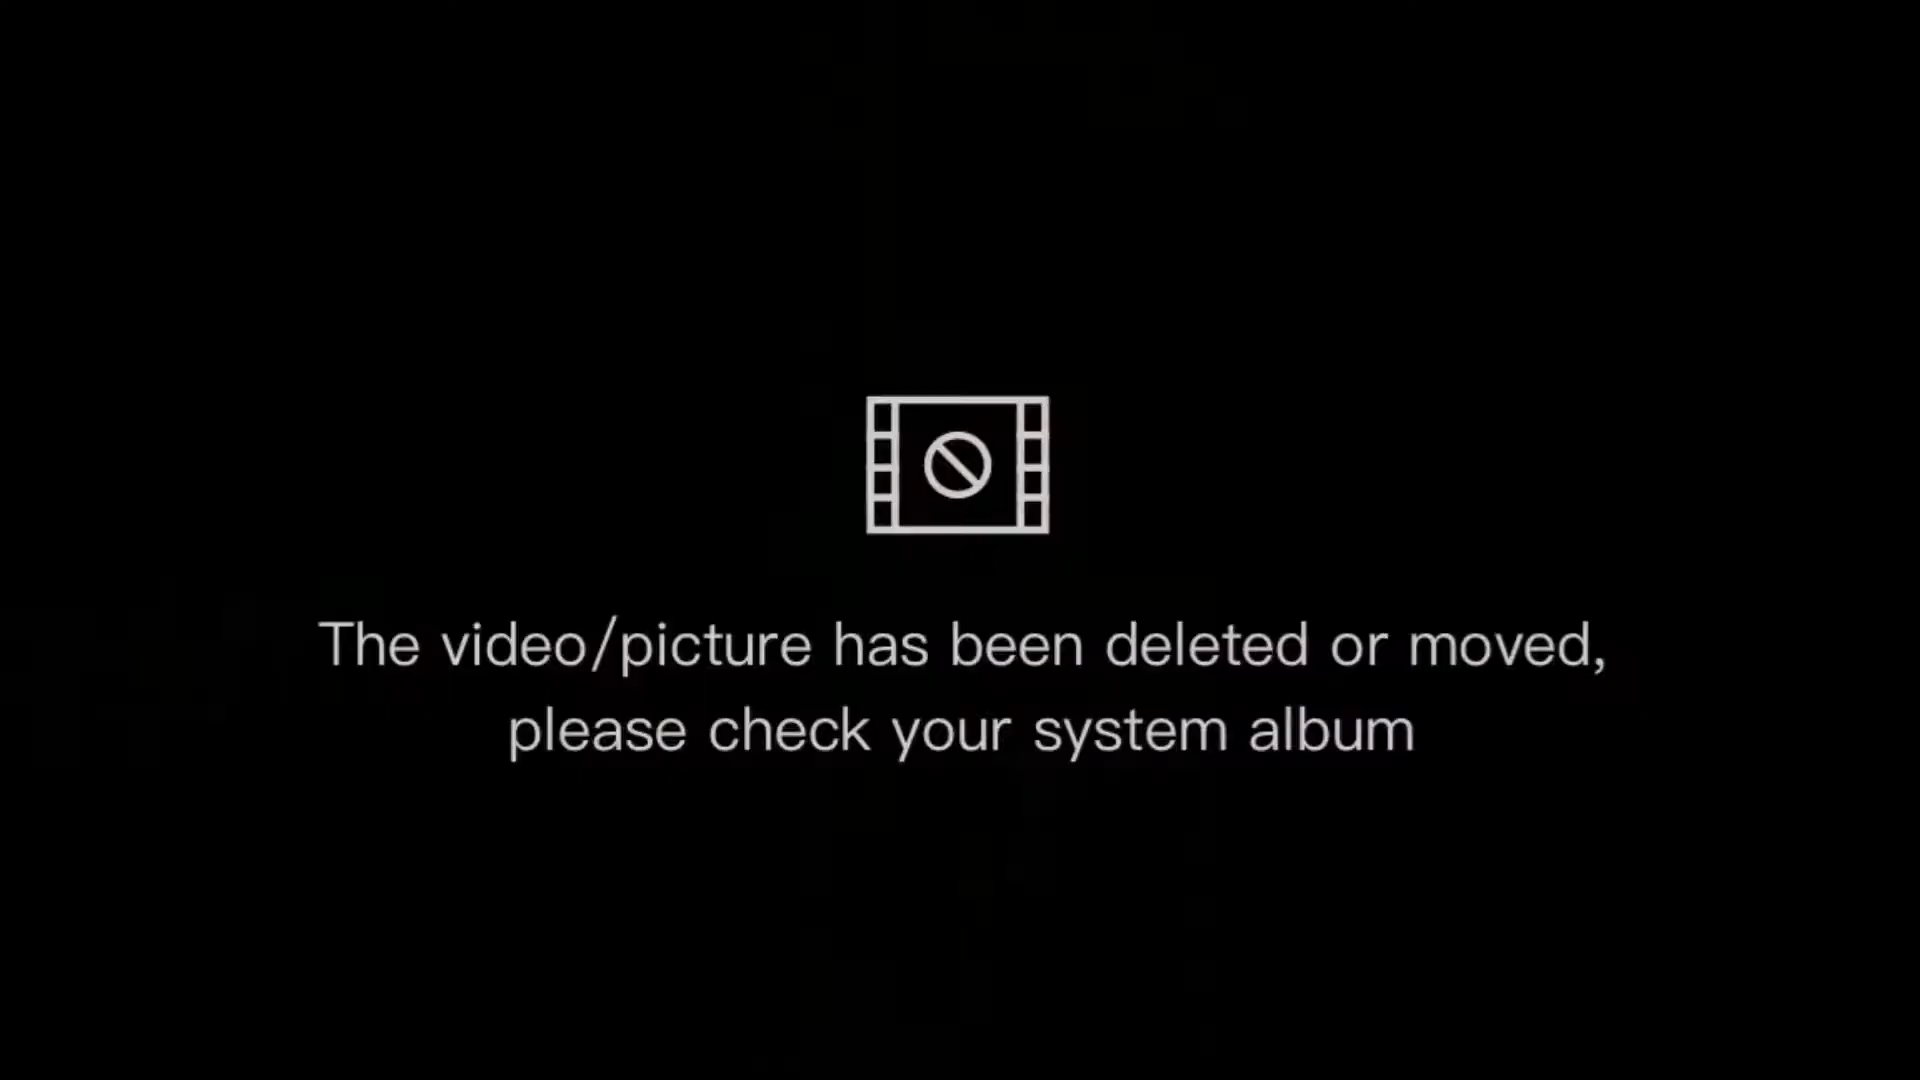 The video/picture has been deleted or moved,
please check your system album